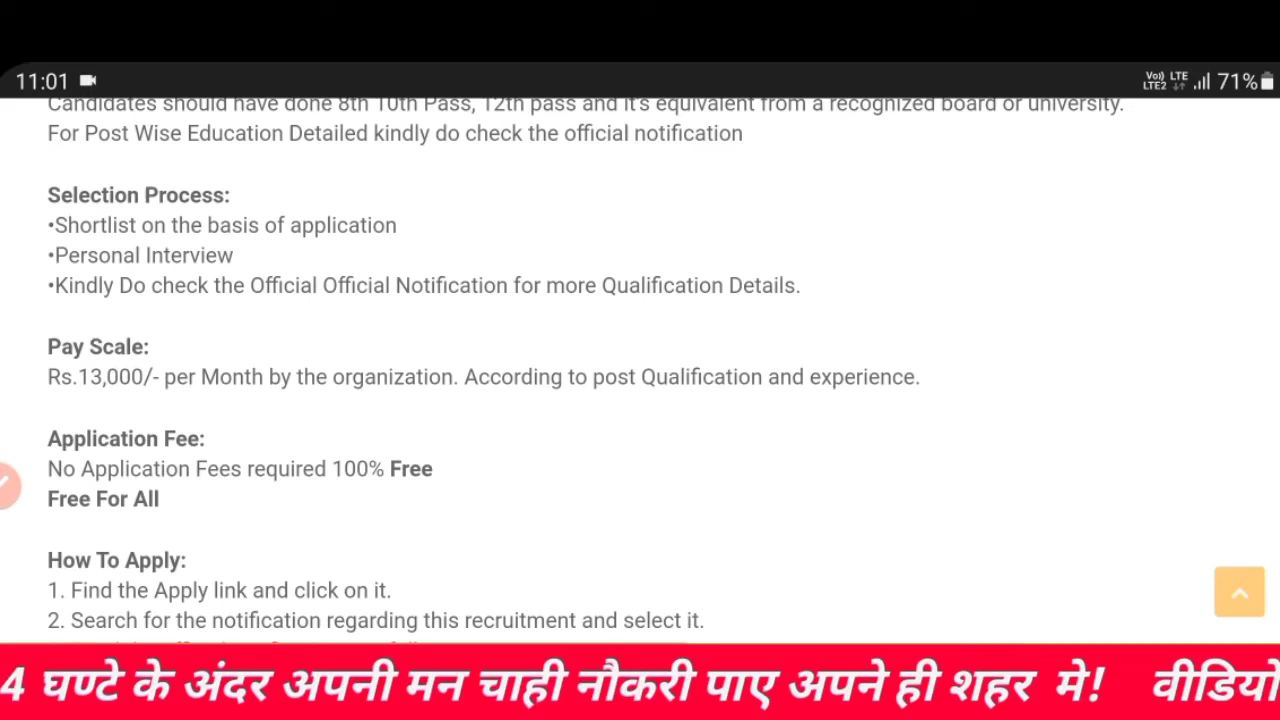 11:01
Vo) LTE
LTE2 71%
Candidates should have done 8th 10th Pass, 12th pass and it's equivalent from a recognized board or university.
For Post Wise Education Detailed kindly do check the official notification
Selection Process:
•Shortlist on the basis of application
•Personal Interview
•Kindly Do check the Official Official Notification for more Qualification Details.
Pay Scale:
Rs.13,000/- per Month by the organization. According to post Qualification and experience.
Application Fee:
No Application Fees required 100% Free
Free For All
How To Apply:
1. Find the Apply link and click on it.
2. Search for the notification regarding this recruitment and select it.
4 घण्टे के अंदर अपनी मन चाही नौकरी पाए अपने ही शहर मे! वीडियो